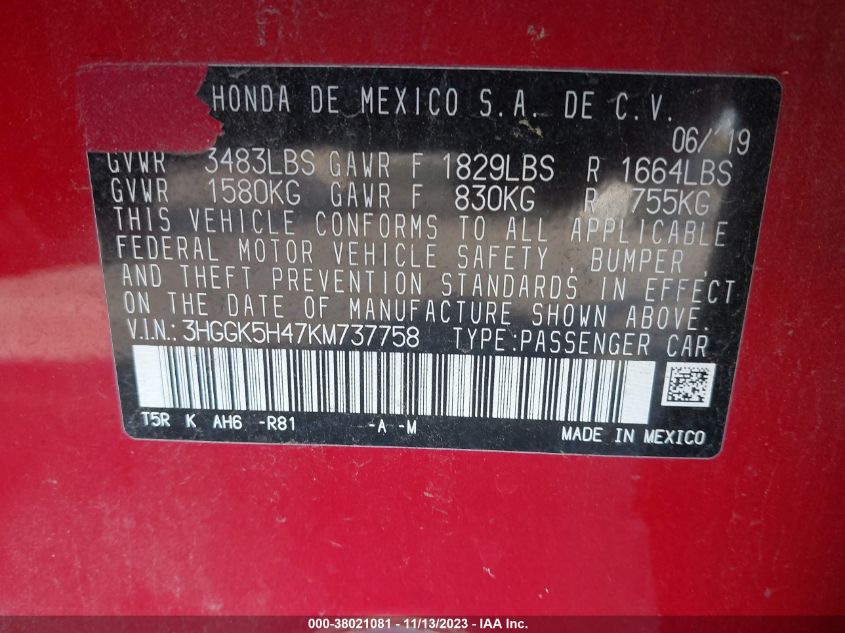 HONDA DE MEXICO S.A. DE C.V.
06/19
GVWR 3483LBS GAWR F 1829LBS R 1664LBS
GVWR 1580KG GAWR F 830KG R 755KG
THIS VEHICLE CONFORMS TO ALL APPLICABLE
FEDERAL MOTOR VEHICLE SAFETY , BUMPER ,
AND THEFT PREVENTION STANDARDS IN EFFECT
ON THE DATE OF MANUFACTURE SHOWN ABOVE.
V.I.N.: 3HGGK5H47KM737758 TYPE:PASSENGER CAR
T5R K AH6 -R81 -A -M
MADE IN MEXICO
000-38021081 - 11/13/2023 - IAA Inc.